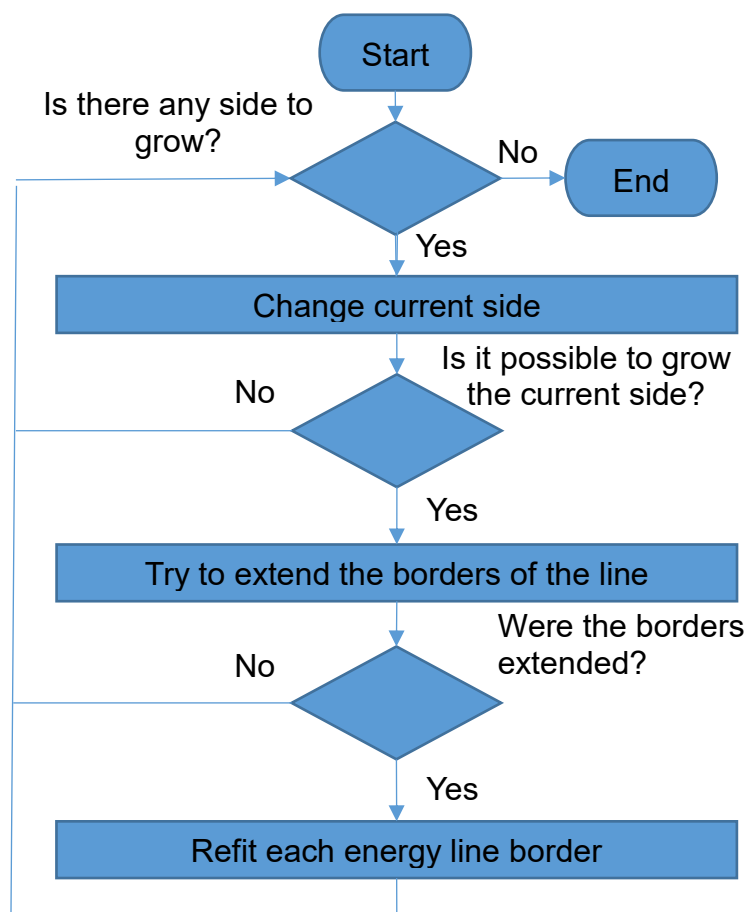 Start
Is there any side to
grow?
No
End
Yes
Change current side
Is it possible to grow
the current side?
No
Yes
Try to extend the borders of the line
Were the borders
extended?
No
Yes
Refit each energy line border